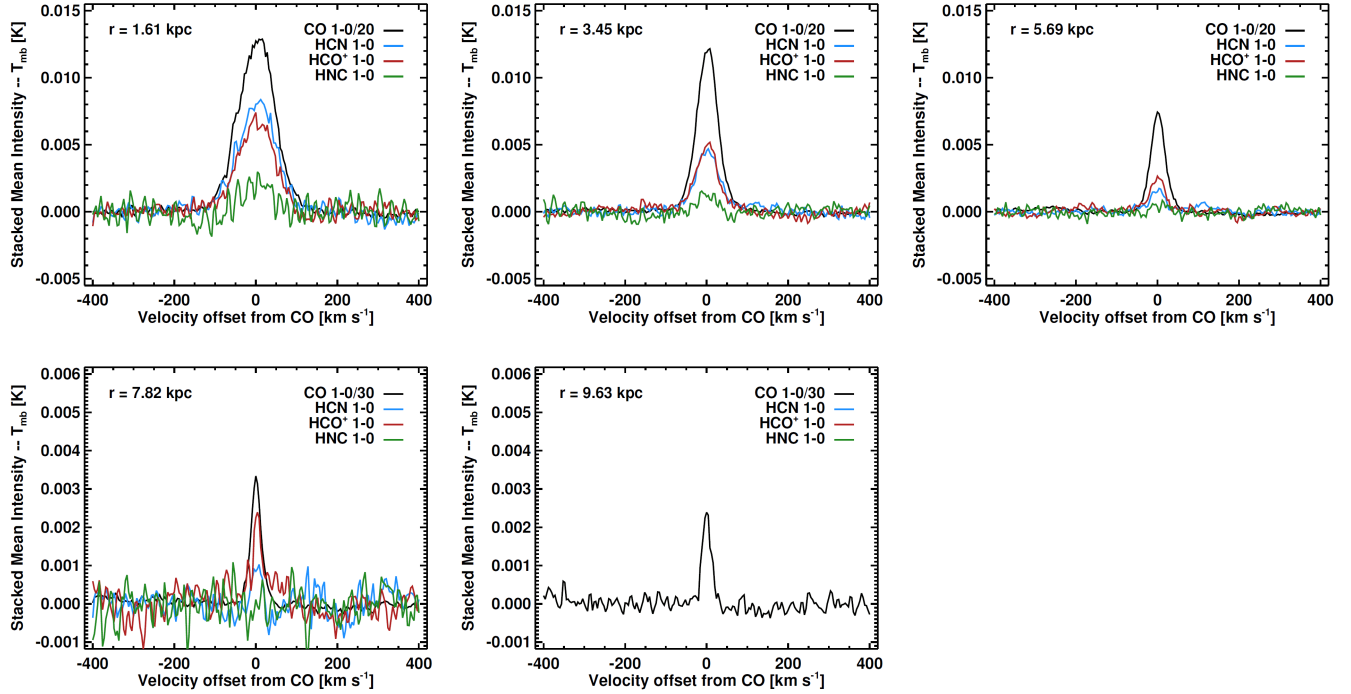 r = 1.61 kpc
CO 1-0/20
HCN 1-0
HCO⁺ 1-0
HNC 1-0
0.015
0.010
0.005
0.000
-0.005
Stacked Mean Intensity -- Tmb [K]
-400 -200 0 200 400
Velocity offset from CO [km s⁻¹]
r = 3.45 kpc
CO 1-0/20
HCN 1-0
HCO⁺ 1-0
HNC 1-0
0.015
0.010
0.005
0.000
-0.005
Stacked Mean Intensity -- Tmb [K]
-400 -200 0 200 400
Velocity offset from CO [km s⁻¹]
r = 5.69 kpc
CO 1-0/20
HCN 1-0
HCO⁺ 1-0
HNC 1-0
0.015
0.010
0.005
0.000
-0.005
Stacked Mean Intensity -- Tmb [K]
-400 -200 0 200 400
Velocity offset from CO [km s⁻¹]
r = 7.82 kpc
CO 1-0/30
HCN 1-0
HCO⁺ 1-0
HNC 1-0
0.006
0.005
0.004
0.003
0.002
0.001
0.000
-0.001
Stacked Mean Intensity -- Tmb [K]
-400 -200 0 200 400
Velocity offset from CO [km s⁻¹]
r = 9.63 kpc
CO 1-0/30
HCN 1-0
HCO⁺ 1-0
HNC 1-0
0.006
0.005
0.004
0.003
0.002
0.001
0.000
-0.001
Stacked Mean Intensity -- Tmb [K]
-400 -200 0 200 400
Velocity offset from CO [km s⁻¹]